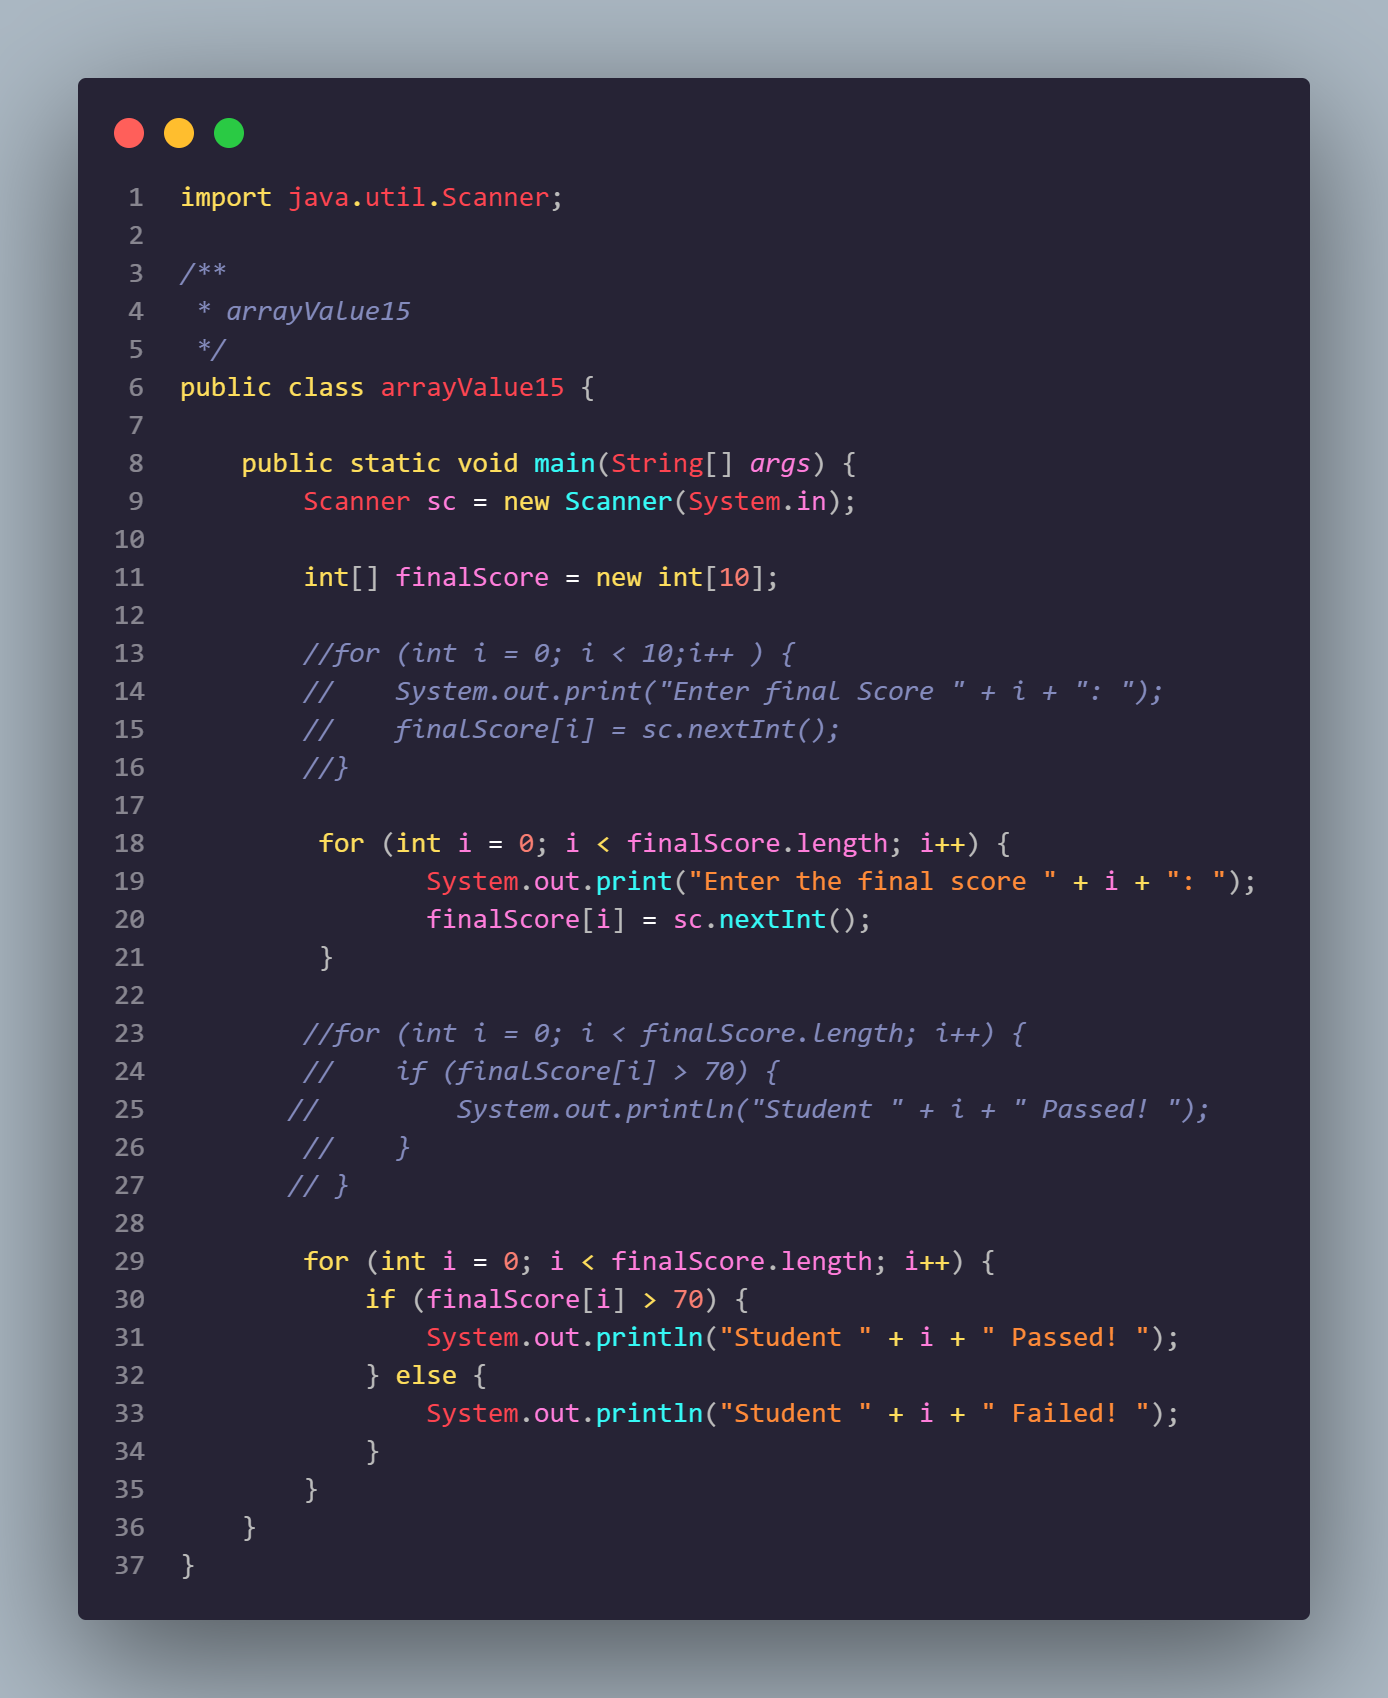 1 import java.util.Scanner;
2
3 /**
4  * arrayValue15
5  */
6 public class arrayValue15 {
7
8     public static void main(String[] args) {
9         Scanner sc = new Scanner(System.in);
10
11         int[] finalScore = new int[10];
12
13         //for (int i = 0; i < 10;i++ ) {
14         //    System.out.print("Enter final Score " + i + ": ");
15         //    finalScore[i] = sc.nextInt();
16         //}
17
18          for (int i = 0; i < finalScore.length; i++) {
19                 System.out.print("Enter the final score " + i + ": ");
20                 finalScore[i] = sc.nextInt();
21          }
22
23         //for (int i = 0; i < finalScore.length; i++) {
24         //    if (finalScore[i] > 70) {
25        //         System.out.println("Student " + i + " Passed! ");
26         //    }
27        // }
28
29         for (int i = 0; i < finalScore.length; i++) {
30             if (finalScore[i] > 70) {
31                 System.out.println("Student " + i + " Passed! ");
32             } else {
33                 System.out.println("Student " + i + " Failed! ");
34             }
35         }
36     }
37 }